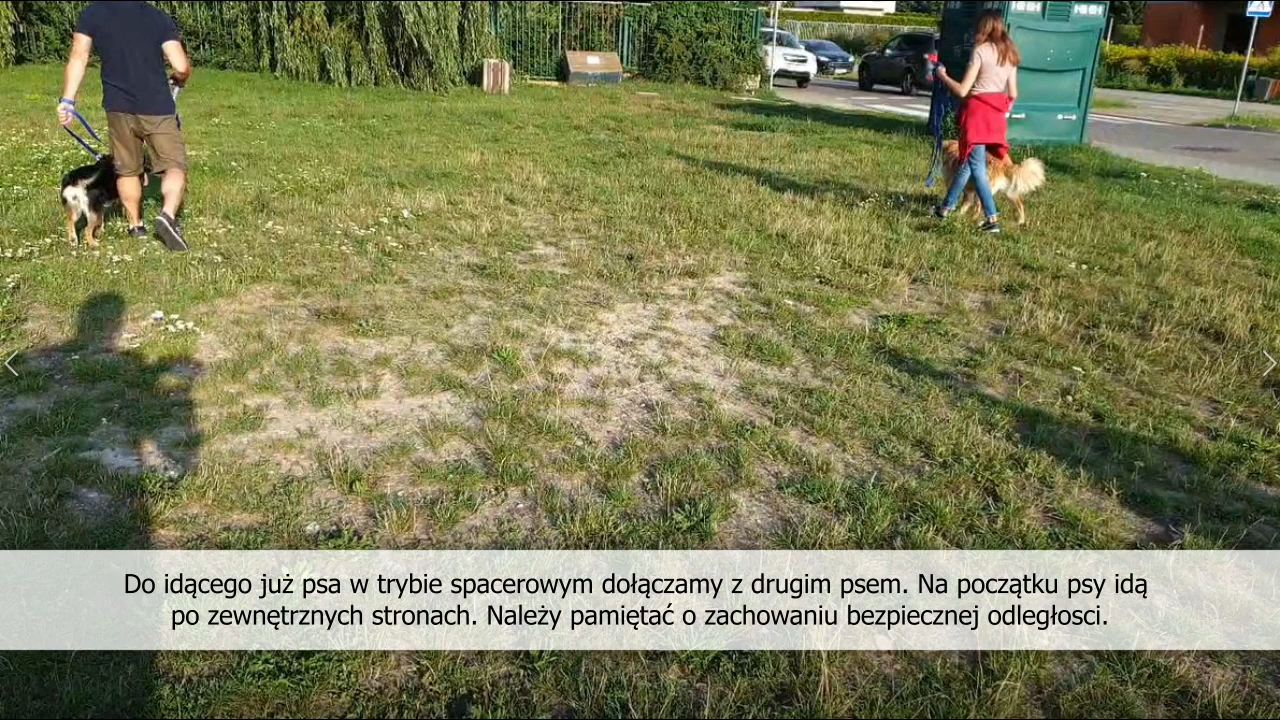 Do idącego już psa w trybie spacerowym dołączamy z drugim psem. Na początku psy idą
po zewnętrznych stronach. Należy pamiętać o zachowaniu bezpiecznej odległosci.